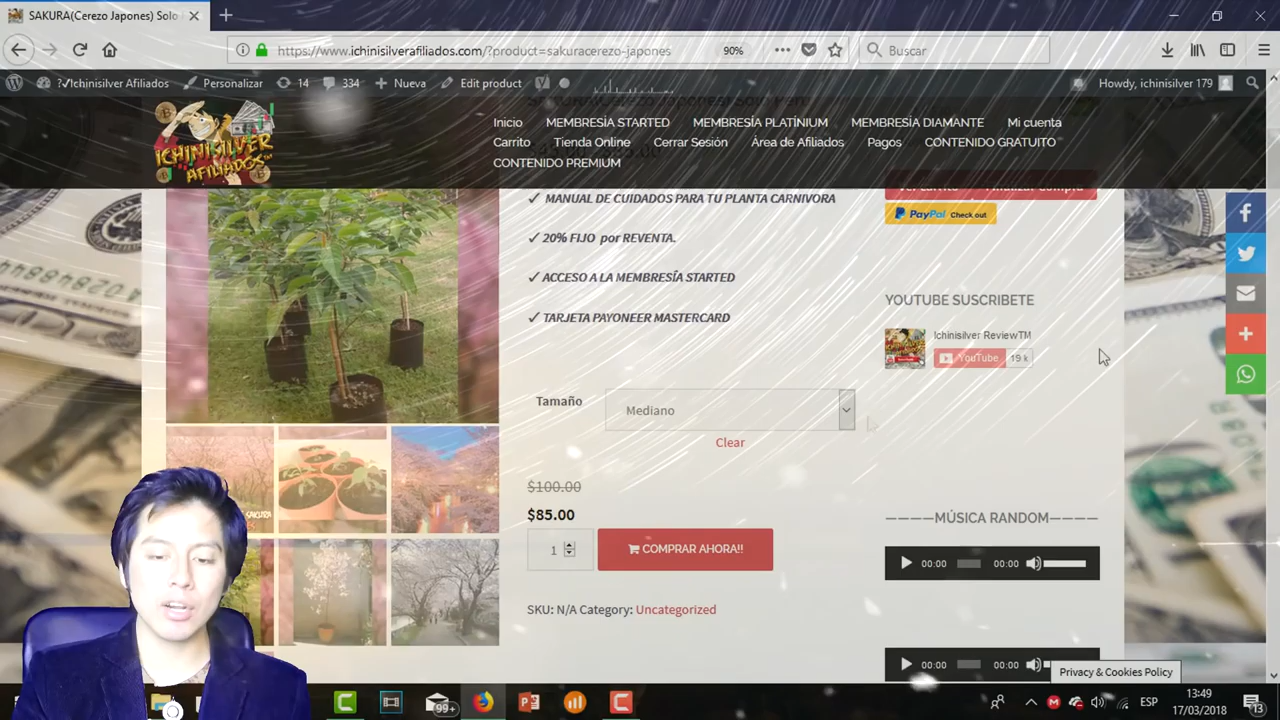 SAKURA(Cerezo Japones) Solo
https://www.ichinisilverafiliados.com/?product=sakuracerezo-japones
90%
Buscar
?√Ichinisilver Afiliados
Personalizar
14
334
Nueva
Edit product
Howdy, ichinisilver 179
ICHINISILVER
AFILIADOS
Inicio MEMBRESÍA STARTED MEMBRESÍA PLATÍNIUM MEMBRESÍA DIAMANTE Mi cuenta
Carrito Tienda Online Cerrar Sesión Área de Afiliados Pagos CONTENIDO GRATUITO
CONTENIDO PREMIUM
✓ MANUAL DE CUIDADOS PARA TU PLANTA CARNIVORA
✓ 20% FIJO por REVENTA.
✓ ACCESO A LA MEMBRESÍA STARTED
✓ TARJETA PAYONEER MASTERCARD
Tamaño
Mediano
Clear
$100.00
$85.00
1
COMPRAR AHORA!!
SKU: N/A Category: Uncategorized
PayPal Check out
YOUTUBE SUSCRIBETE
Ichinisilver ReviewTM
YouTube
19 k
————MÚSICA RANDOM————
00:00
00:00
00:00
00:00
Privacy & Cookies Policy
99+
ESP
13:49
17/03/2018
13